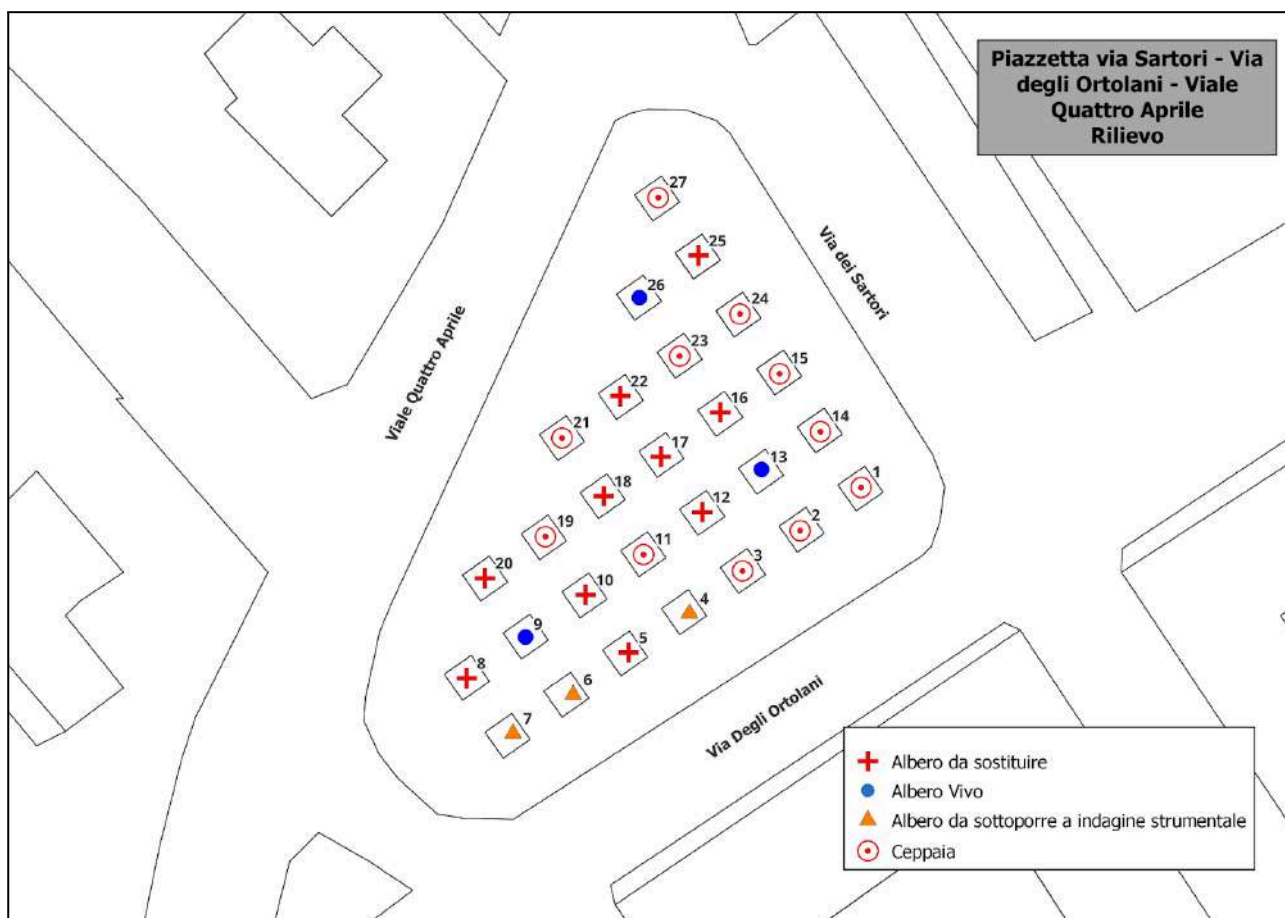 Piazzetta via Sartori - Via
degli Ortolani - Viale
Quattro Aprile
Rilievo
27
25
26
24
Via dei Sartori
23
15
22
16
14
21
17
13
1
Viale Quattro Aprile
18
12
2
19
11
3
20
10
4
9
5
8
6
7
Via Degli Ortolani
Albero da sostituire
Albero Vivo
Albero da sottoporre a indagine strumentale
Ceppaia